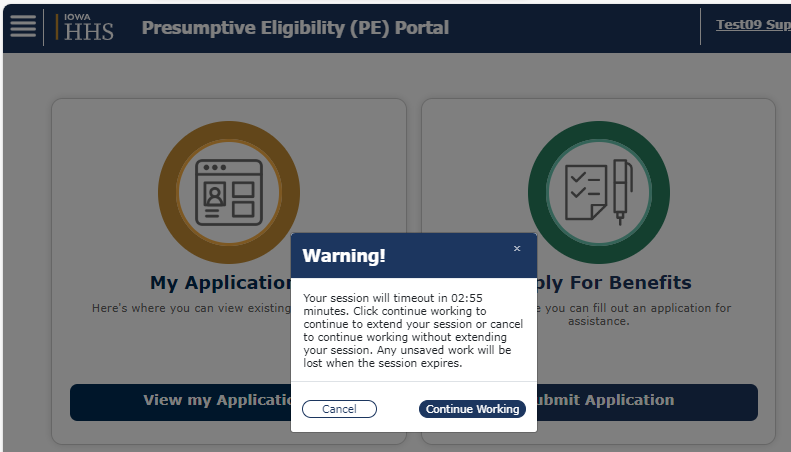 IOWA
HHS
Presumptive Eligibility (PE) Portal
Test09 Sup
My Application
Here's where you can view existing
Warning!
×
Your session will timeout in 02:55
minutes. Click continue working to
continue to extend your session or cancel
to continue working without extending
your session. Any unsaved work will be
lost when the session expires.
Cancel
Continue Working
ply For Benefits
e you can fill out an application for
assistance.
View my Applicatio
ubmit Application